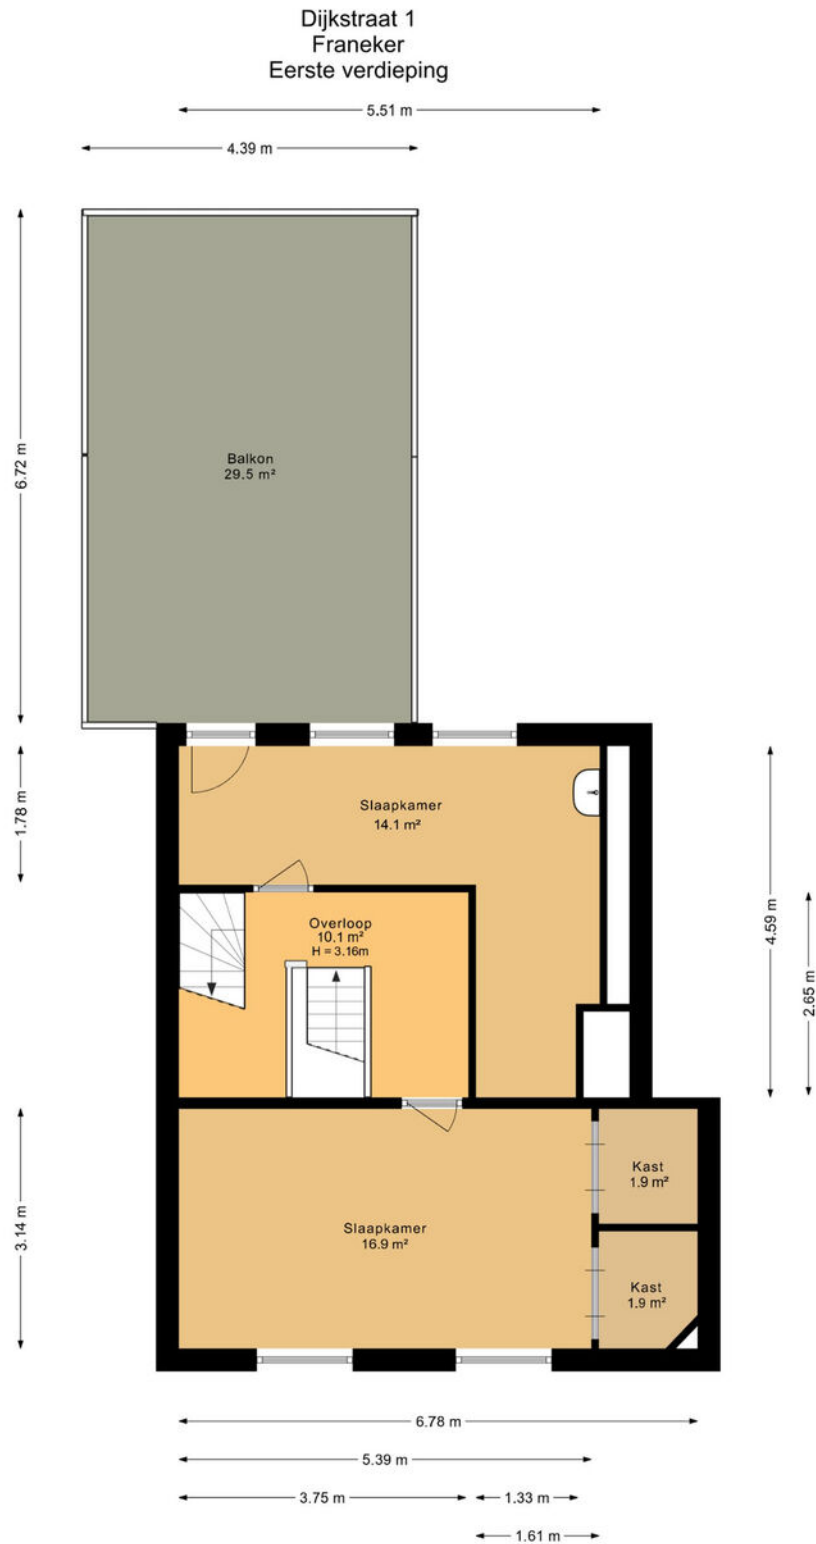 Dijkstraat 1
Franeker
Eerste verdieping
5.51 m
4.39 m
6.72 m
Balkon
29.5 m²
1.78 m
Slaapkamer
14.1 m²
4.59 m
Overloop
10.1 m²
H = 3.16m
2.65 m
3.14 m
Kast
1.9 m²
Slaapkamer
16.9 m²
Kast
1.9 m²
6.78 m
5.39 m
3.75 m
1.33 m
1.61 m